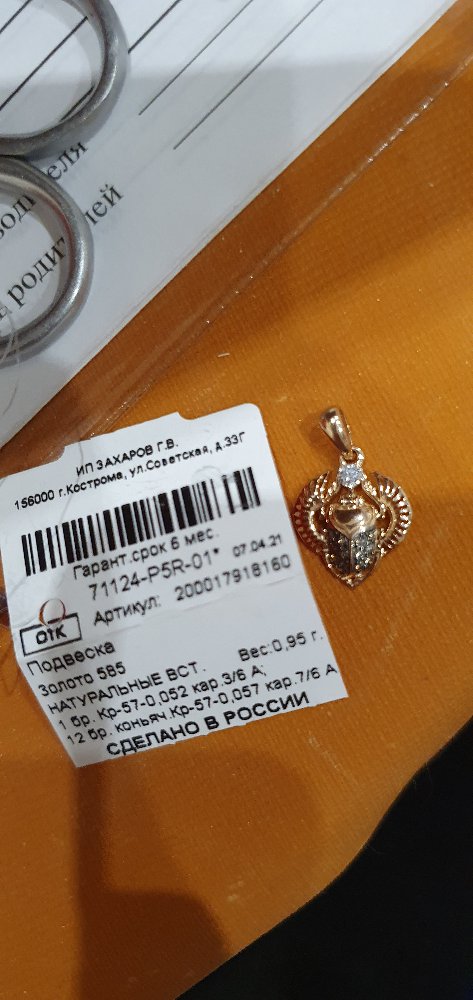 родителей
ИП ЗАХАРОВ Г.В.
156000 г.Кострома, ул.Советская, д.33Г
Гарант.срок 6 мес.
71124-P5R-01* 07.04.21
Артикул: 200017918160
ОТК
Подвеска
Золото 585 Вес:0,95 г.
НАТУРАЛЬНЫЕ ВСТ.
1 бр. Кр-57-0,052 кар.3/6 А;
12 бр. коньяч.Кр-57-0,057 кар.7/6 А
СДЕЛАНО В РОССИИ